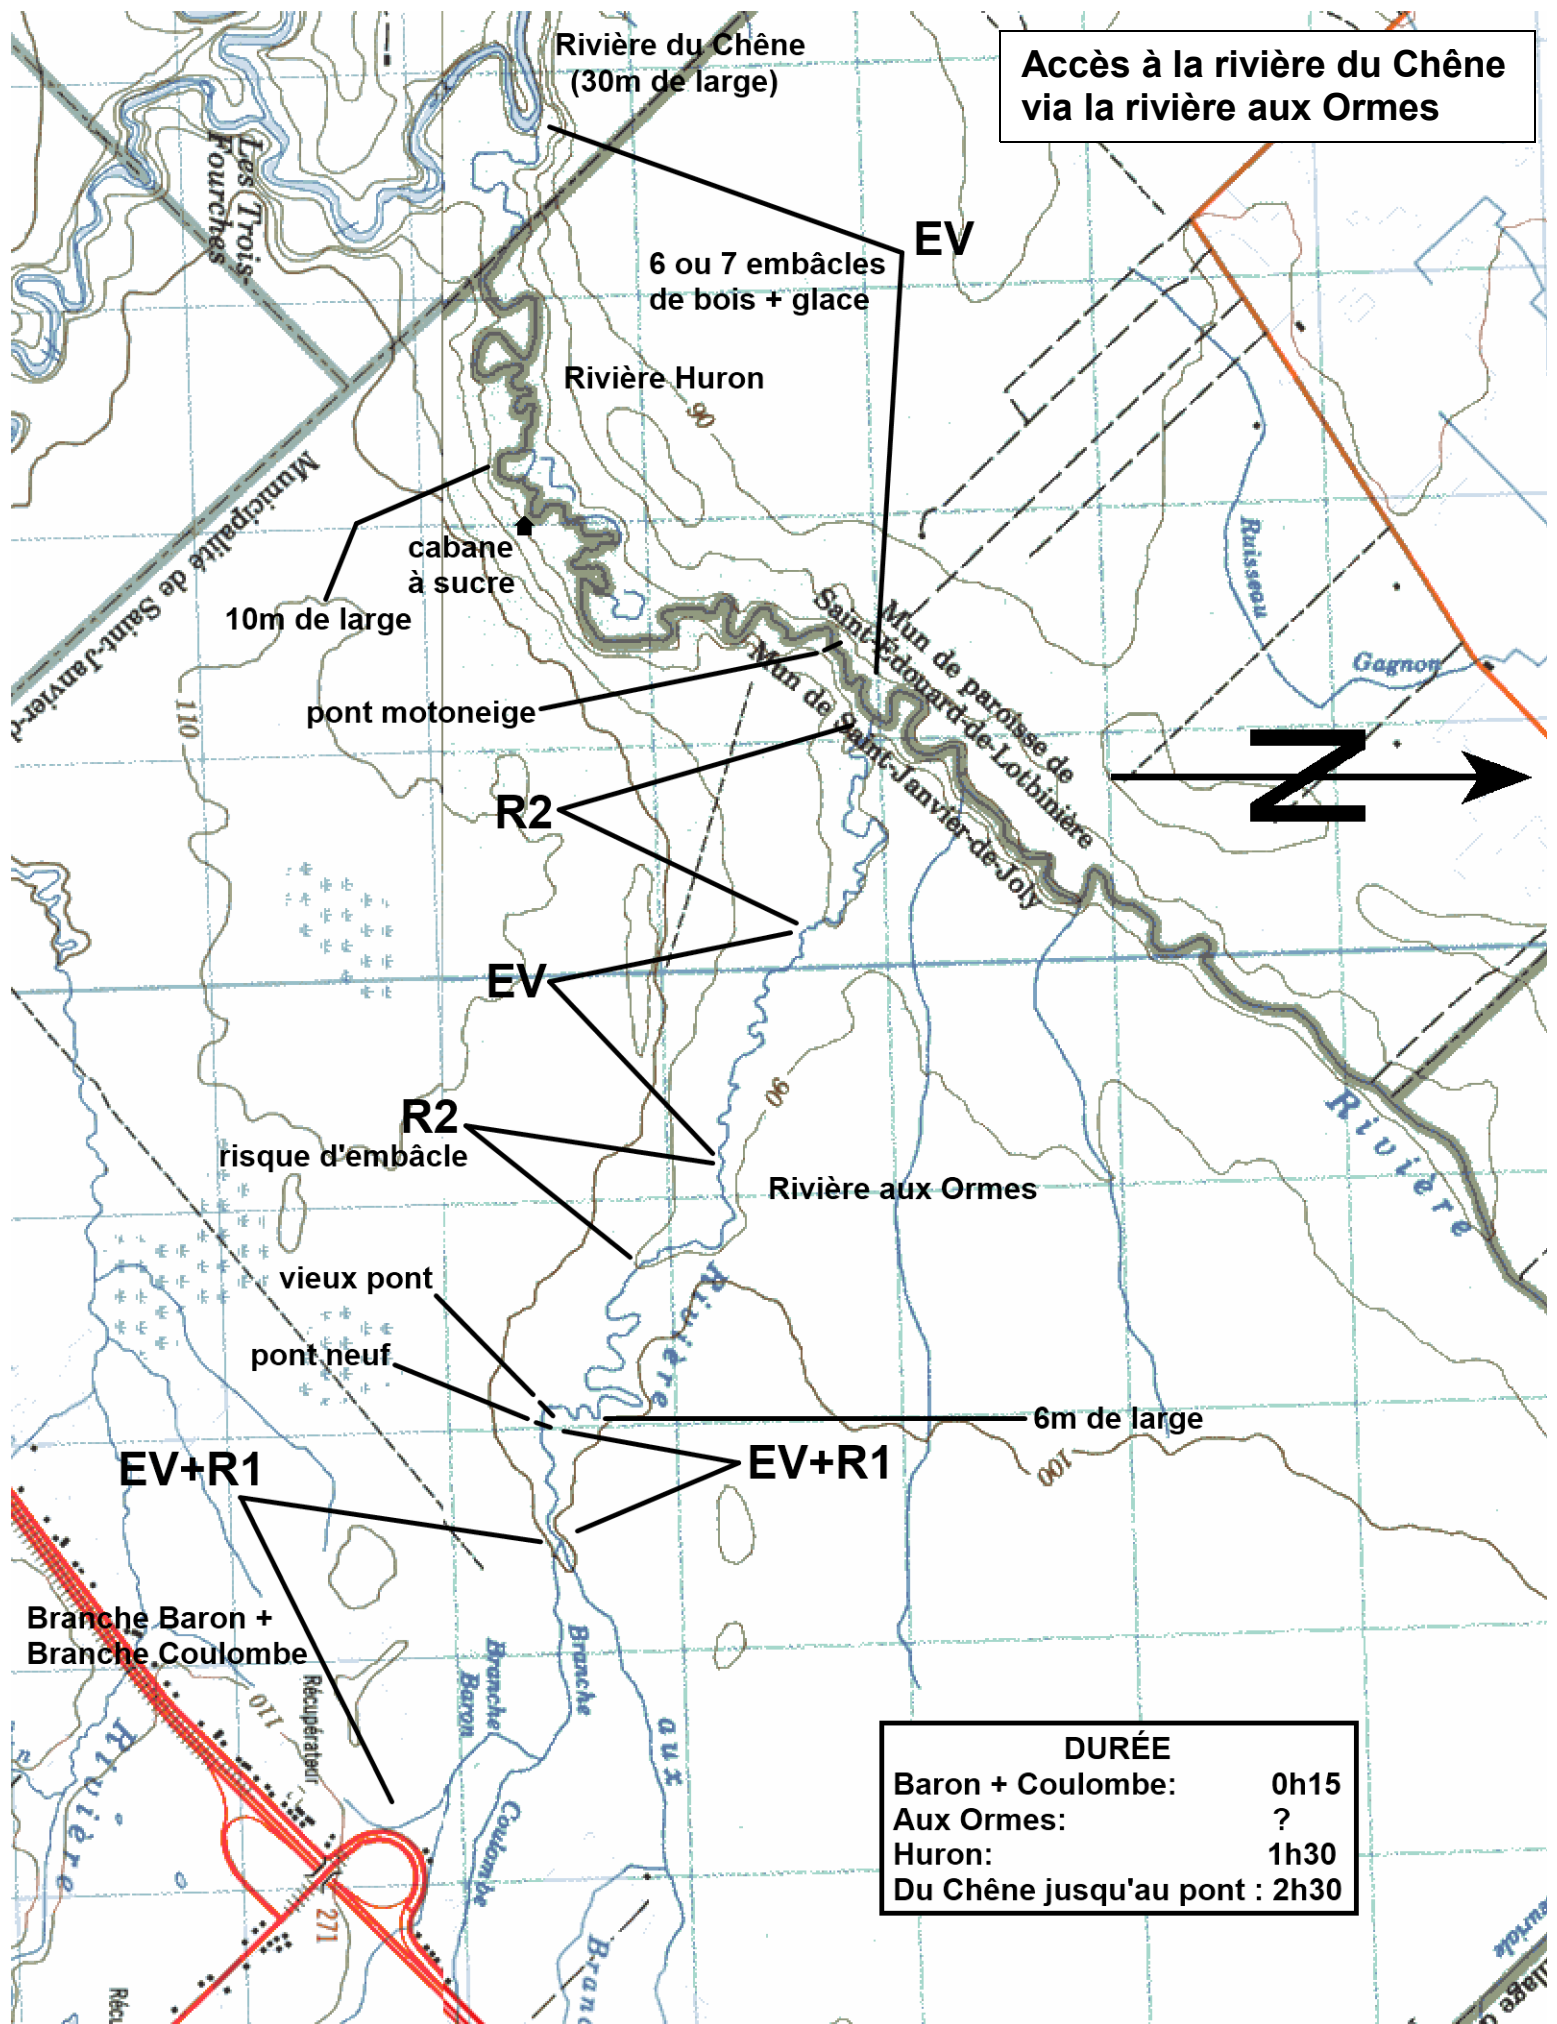 Rivière du Chêne
(30m de large)
Accès à la rivière du Chêne
via la rivière aux Ormes
Les Trois-
Fourches
EV
6 ou 7 embâcles
de bois + glace
Rivière Huron
90
Municipalité de Saint-Janvier-d
cabane
à sucre
10m de large
Ruisseau
Gagnon
Mun de paroisse de
Saint-Édouard-de-Lotbinière
Mun de Saint-Janvier-de-Joly
110
pont motoneige
N
R2
EV
90
R2
risque d'embâcle
Rivière
Rivière aux Ormes
vieux pont
Rivière
pont neuf
6m de large
EV+R1
EV+R1
100
Branche Baron +
Branche Coulombe
Récupérateur
110
Branche
Baron
Branche
aux
Rivière
n
Coulombe
DURÉE
Baron + Coulombe: 0h15
Aux Ormes: ?
Huron: 1h30
Du Chêne jusqu'au pont : 2h30
271
Récu
Branc
euriale
llage d